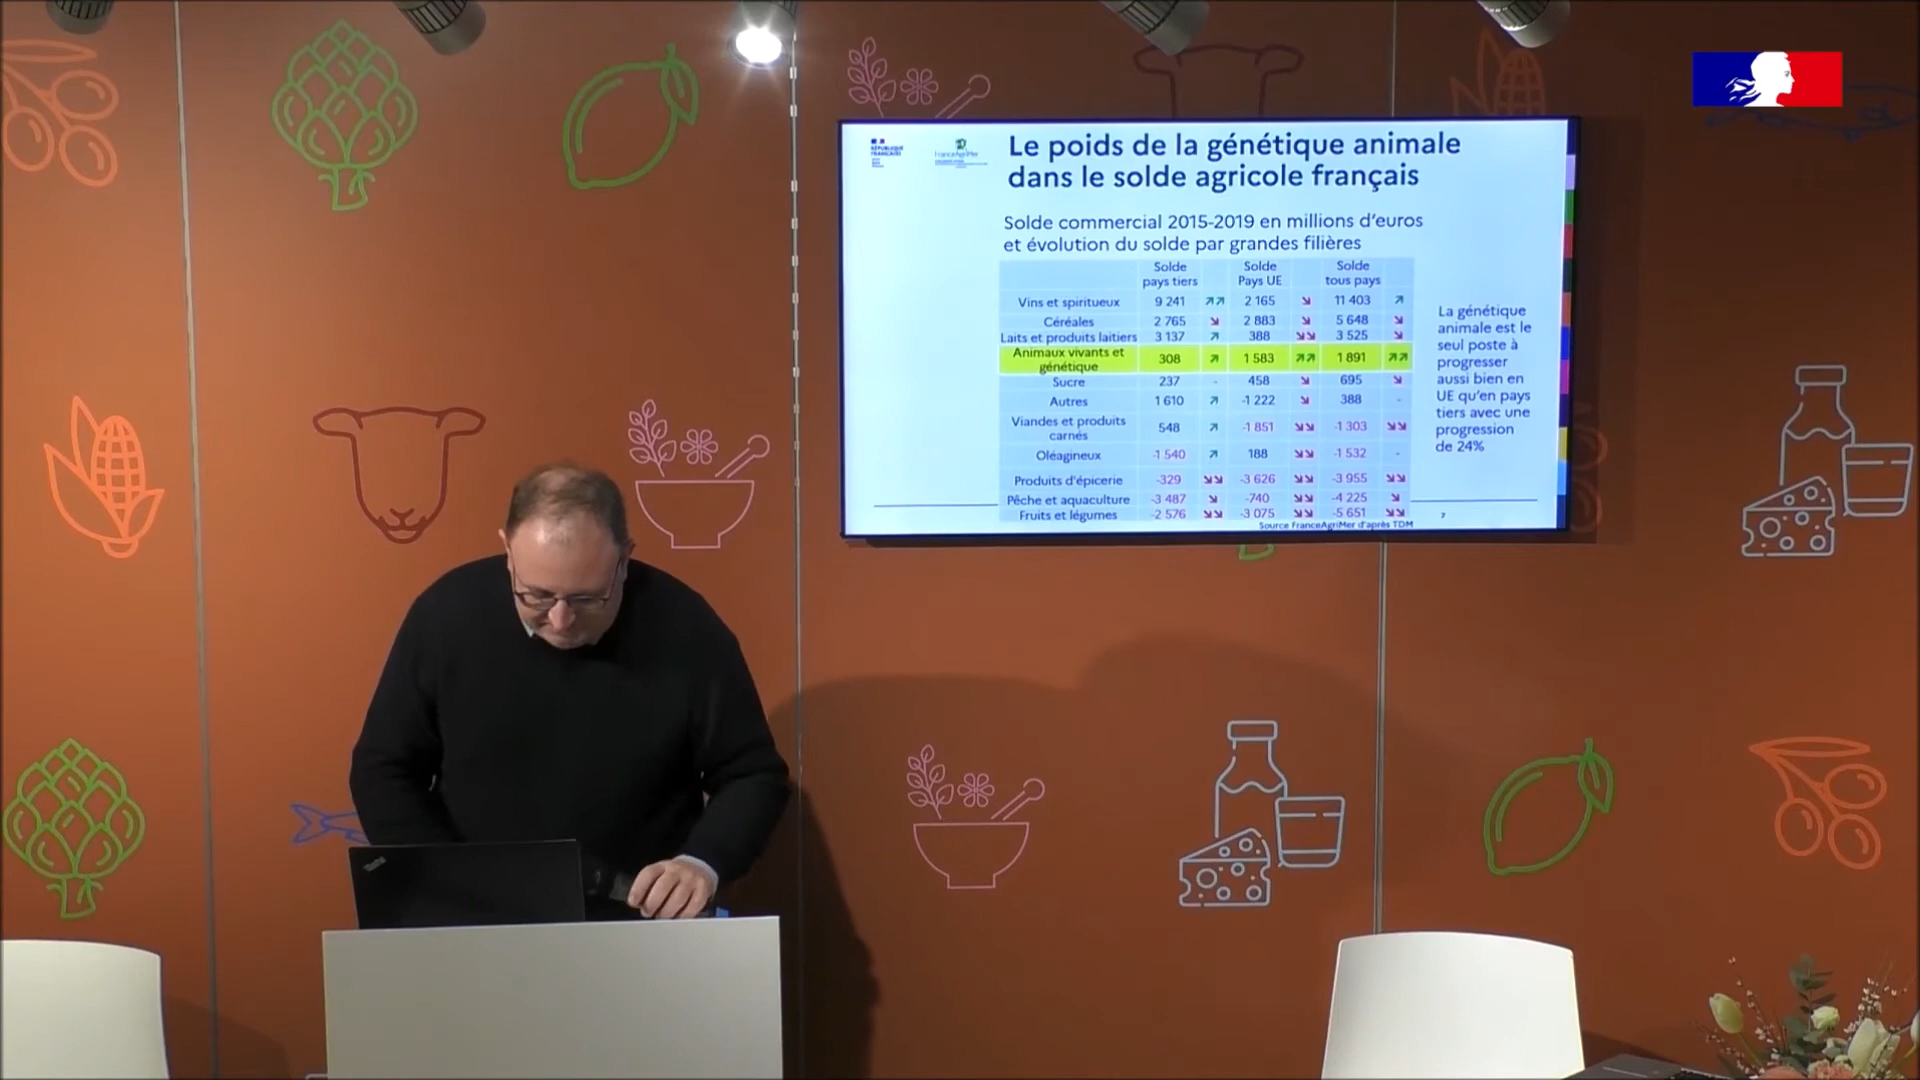 RÉPUBLIQUE
FRANÇAISE
FranceAgriMer
Le poids de la génétique animale
dans le solde agricole français
Solde commercial 2015-2019 en millions d'euros
et évolution du solde par grandes filières
Solde pays tiers Solde Pays UE Solde tous pays
Vins et spiritueux 9 241 ↗↗ 2 165 ↘ 11 403 ↗
Céréales 2 765 ↘ 2 883 ↘ 5 648 ↘
Laits et produits laitiers 3 137 ↗ 388 ↘↘ 3 525 ↘
Animaux vivants et génétique 308 ↗ 1 583 ↗↗ 1 891 ↗↗
Sucre 237 - 458 ↘ 695 ↘
Autres 1 610 ↗ -1 222 ↘ 388 -
Viandes et produits carnés 548 ↗ -1 851 ↘↘ -1 303 ↘↘
Oléagineux -1 540 ↗ 188 ↘↘ -1 532 -
Produits d'épicerie -329 ↘↘ -3 626 ↘↘ -3 955 ↘↘
Pêche et aquaculture -3 487 ↘ -740 ↘↘ -4 225 ↘
Fruits et légumes -2 576 ↘↘ -3 075 ↘↘ -5 651 ↘↘
Source FranceAgriMer d'après TDM
La génétique
animale est le
seul poste à
progresser
aussi bien en
UE qu'en pays
tiers avec une
progression
de 24%
7
ThinkPad